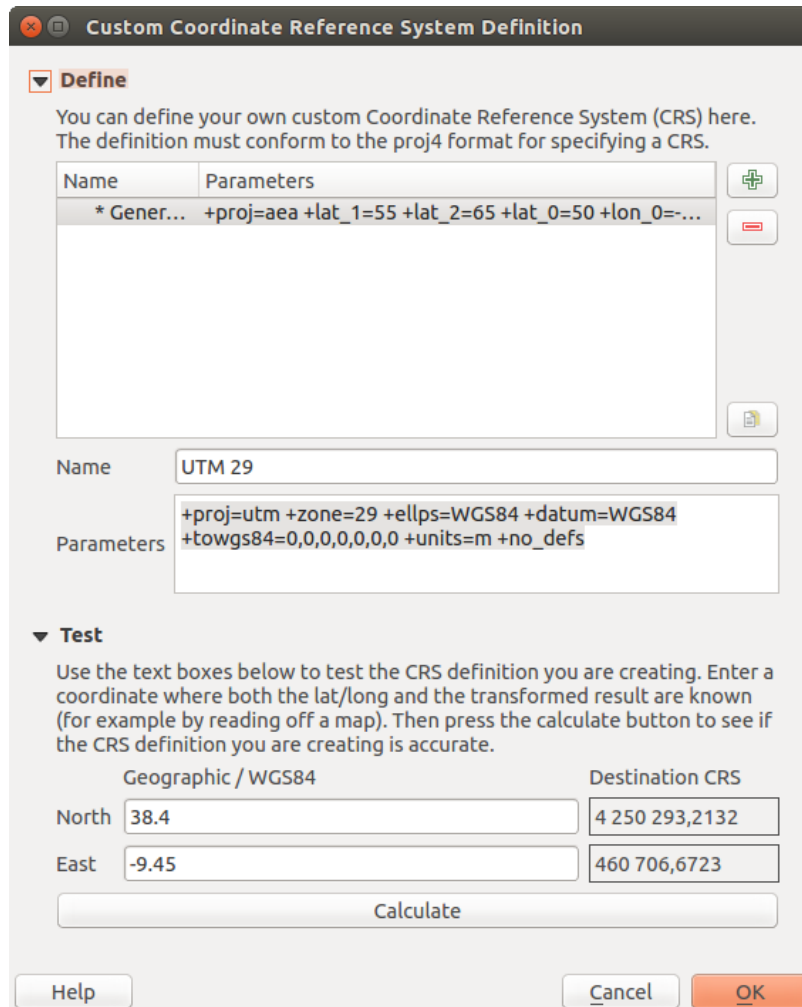 Custom Coordinate Reference System Definition
Define
You can define your own custom Coordinate Reference System (CRS) here.
The definition must conform to the proj4 format for specifying a CRS.
Name Parameters
* Gener... +proj=aea +lat_1=55 +lat_2=65 +lat_0=50 +lon_0=-...
Name UTM 29
+proj=utm +zone=29 +ellps=WGS84 +datum=WGS84
Parameters +towgs84=0,0,0,0,0,0,0 +units=m +no_defs
Test
Use the text boxes below to test the CRS definition you are creating. Enter a
coordinate where both the lat/long and the transformed result are known
(for example by reading off a map). Then press the calculate button to see if
the CRS definition you are creating is accurate.
Geographic / WGS84 Destination CRS
North 38.4 4 250 293,2132
East -9.45 460 706,6723
Calculate
Help Cancel OK